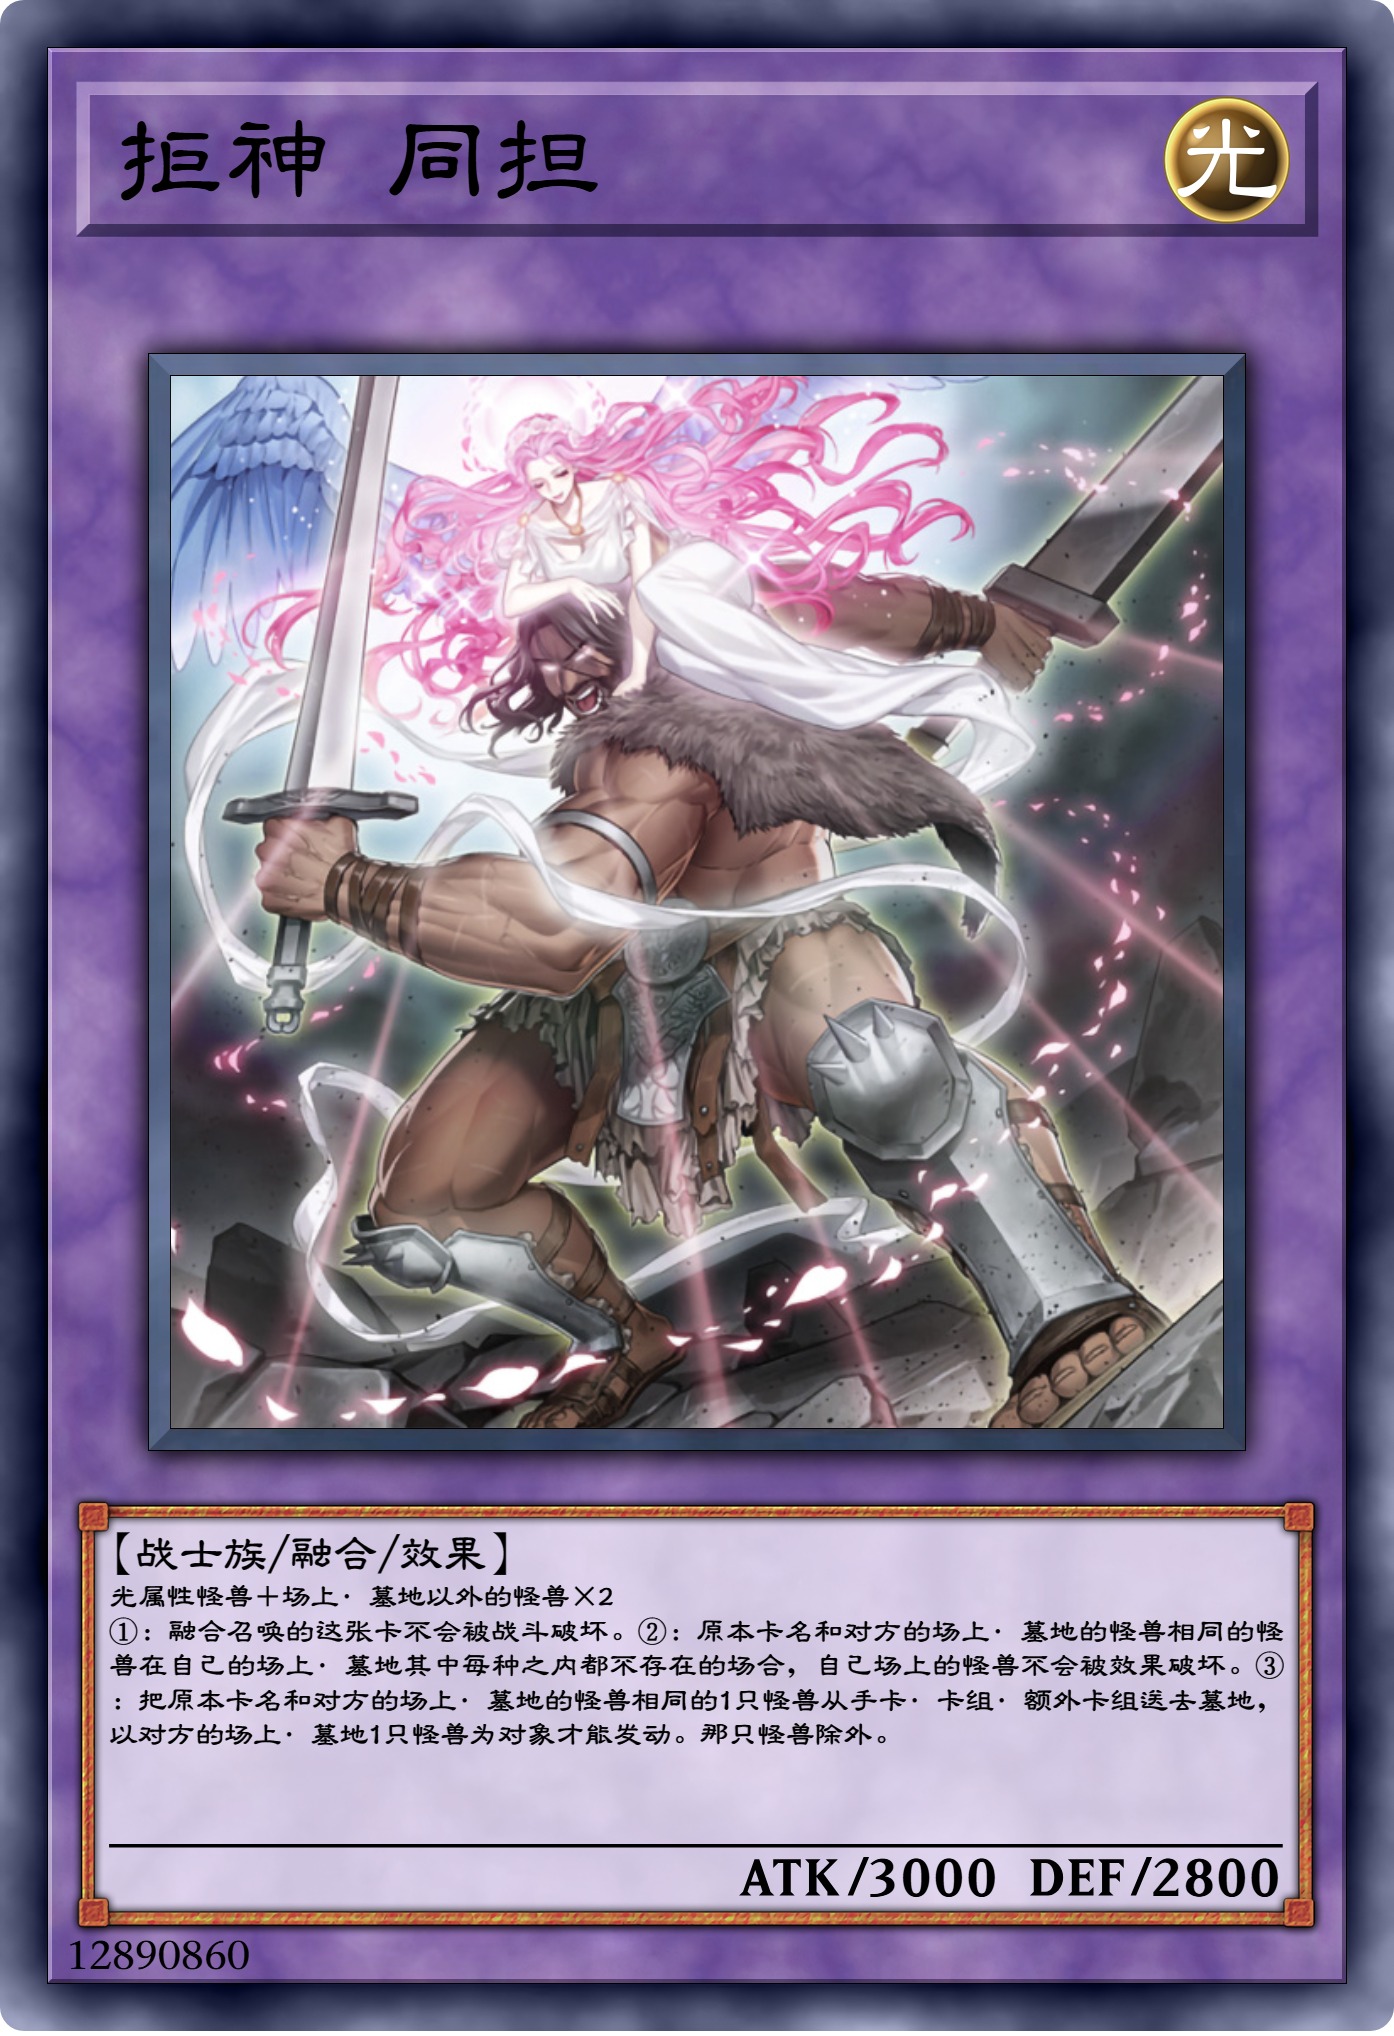 拒神 同担
光
【战士族/融合/效果】
光属性怪兽＋场上·墓地以外的怪兽×2
①：融合召唤的这张卡不会被战斗破坏。②：原本卡名和对方的场上·墓地的怪兽相同的怪
兽在自己的场上·墓地其中每种之内都不存在的场合，自己场上的怪兽不会被效果破坏。③
：把原本卡名和对方的场上·墓地的怪兽相同的1只怪兽从手卡·卡组·额外卡组送去墓地，
以对方的场上·墓地1只怪兽为对象才能发动。那只怪兽除外。
ATK/3000 DEF/2800
12890860